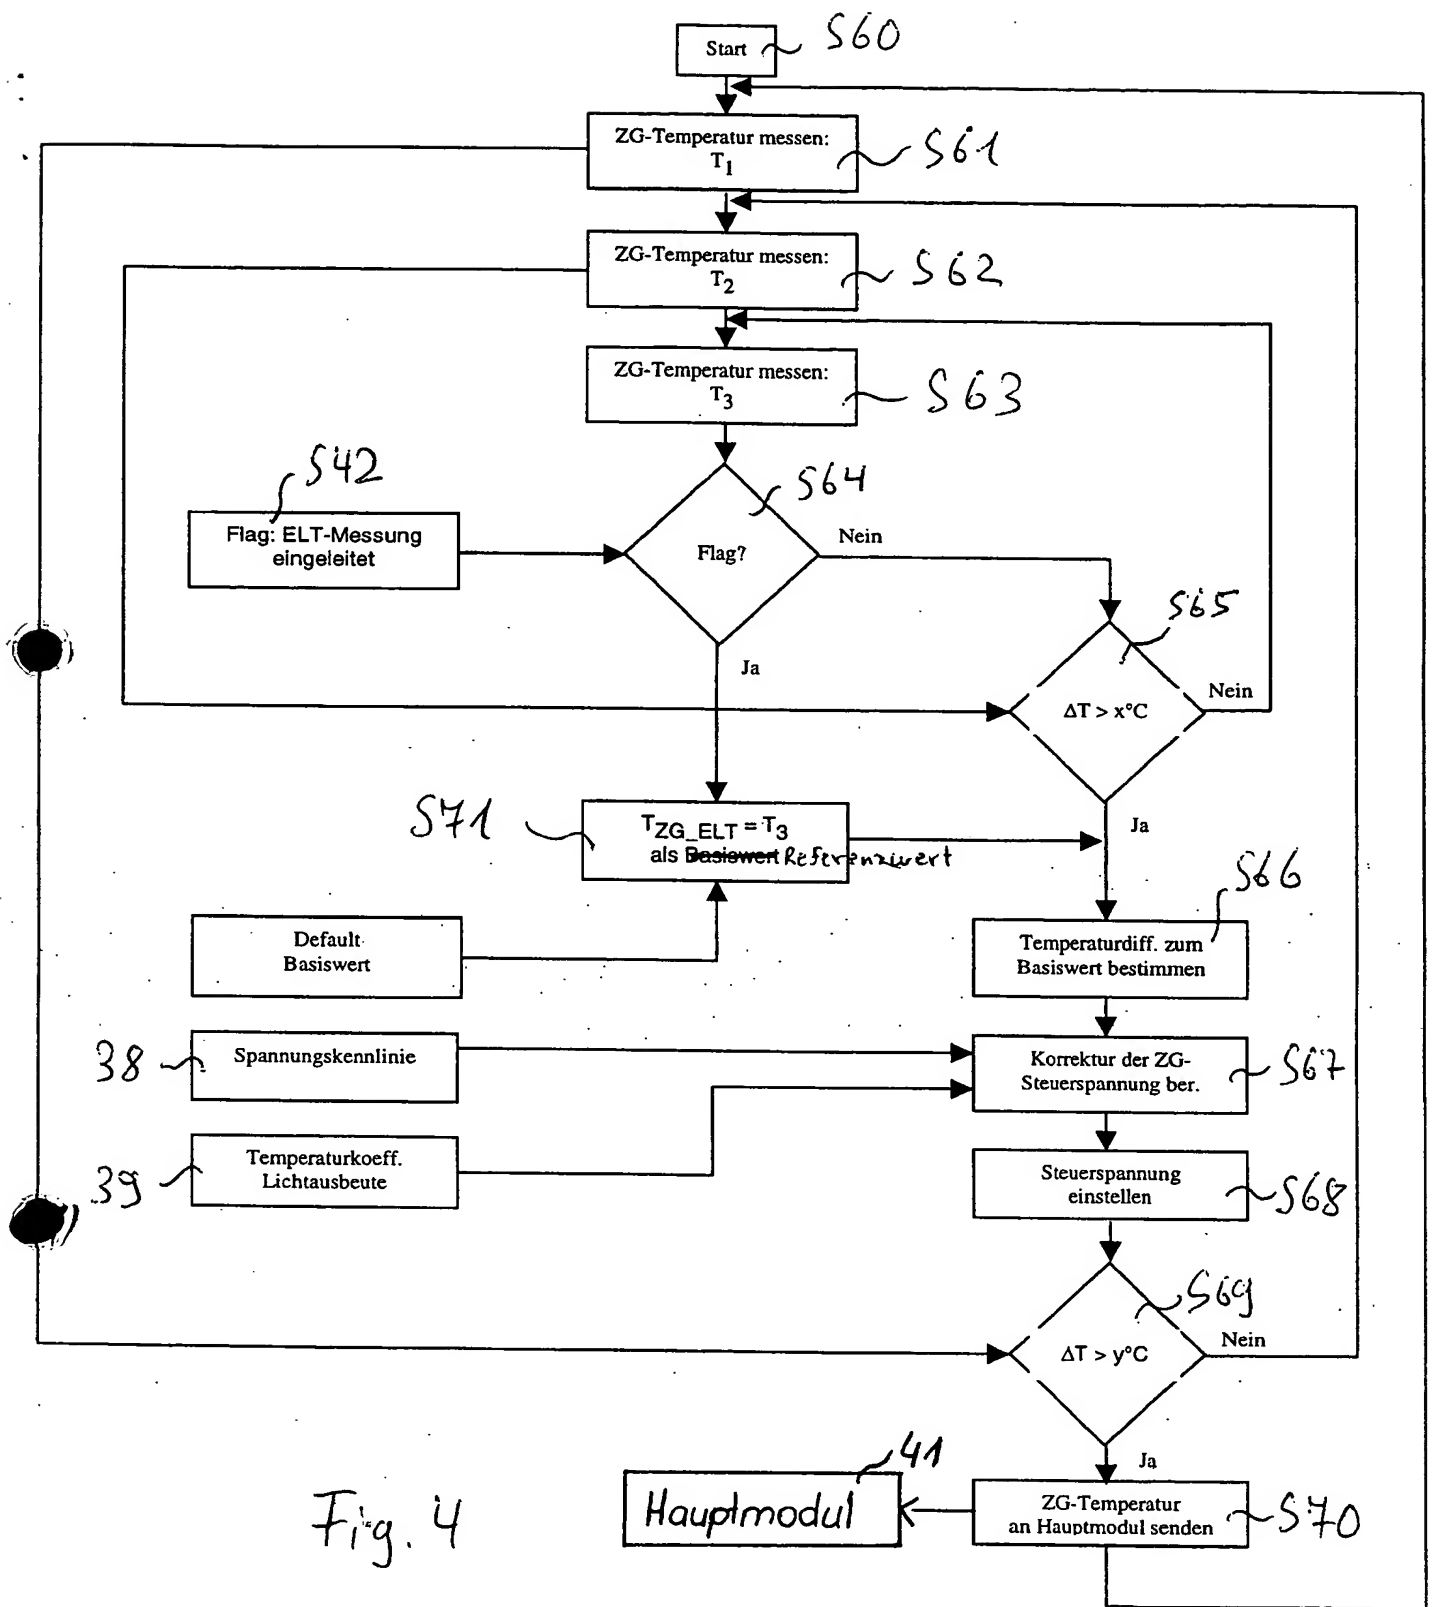 Start
S60
ZG-Temperatur messen:
T1
S61
ZG-Temperatur messen:
T2
S62
ZG-Temperatur messen:
T3
S63
S42
Flag: ELT-Messung
eingeleitet
S64
Flag?
Nein
Ja
S65
ΔT > x°C
Nein
Ja
S71
TZG_ELT = T3
als Basiswert Referenzwert
Default
Basiswert
S66
Temperaturdiff. zum
Basiswert bestimmen
38
Spannungskennlinie
Korrektur der ZG-
Steuerspannung ber.
S67
39
Temperaturkoeff.
Lichtausbeute
Steuerspannung
einstellen
S68
S69
ΔT > y°C
Nein
Ja
41
Hauptmodul
ZG-Temperatur
an Hauptmodul senden
S70
Fig. 4